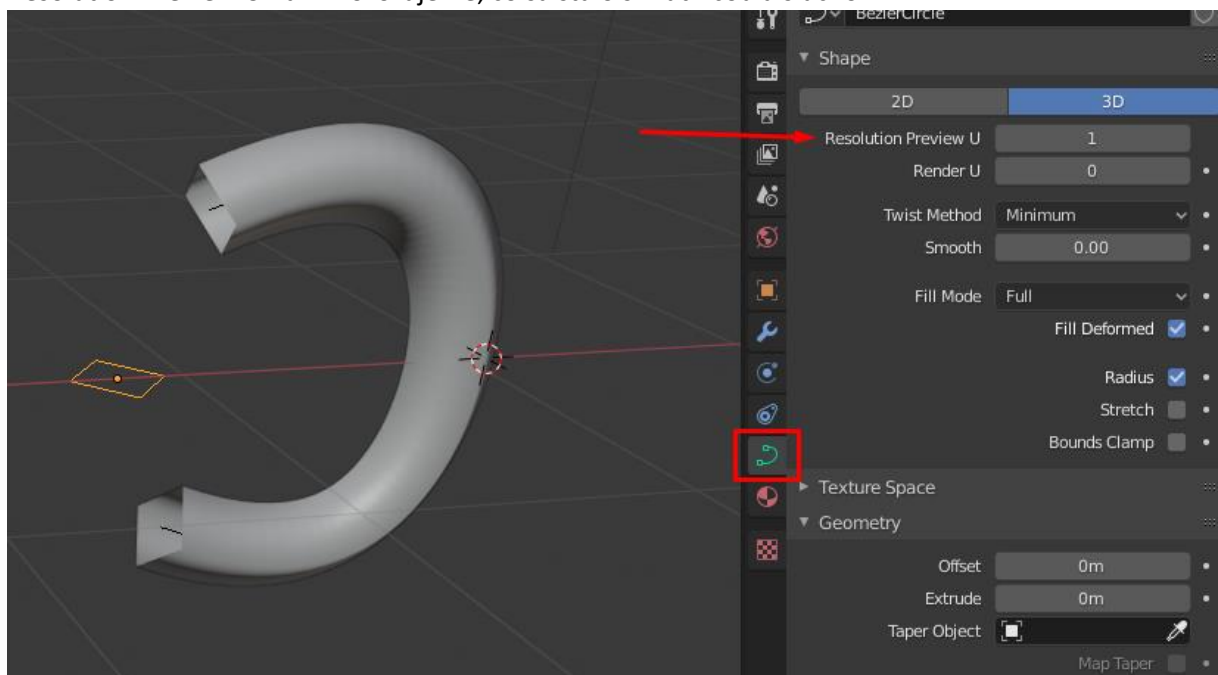 BezierCircle
Shape
2D 3D
Resolution Preview U 1
Render U 0
Twist Method Minimum
Smooth 0.00
Fill Mode Full
Fill Deformed
Radius
Stretch
Bounds Clamp
Texture Space
Geometry
Offset 0m
Extrude 0m
Taper Object
Map Taper